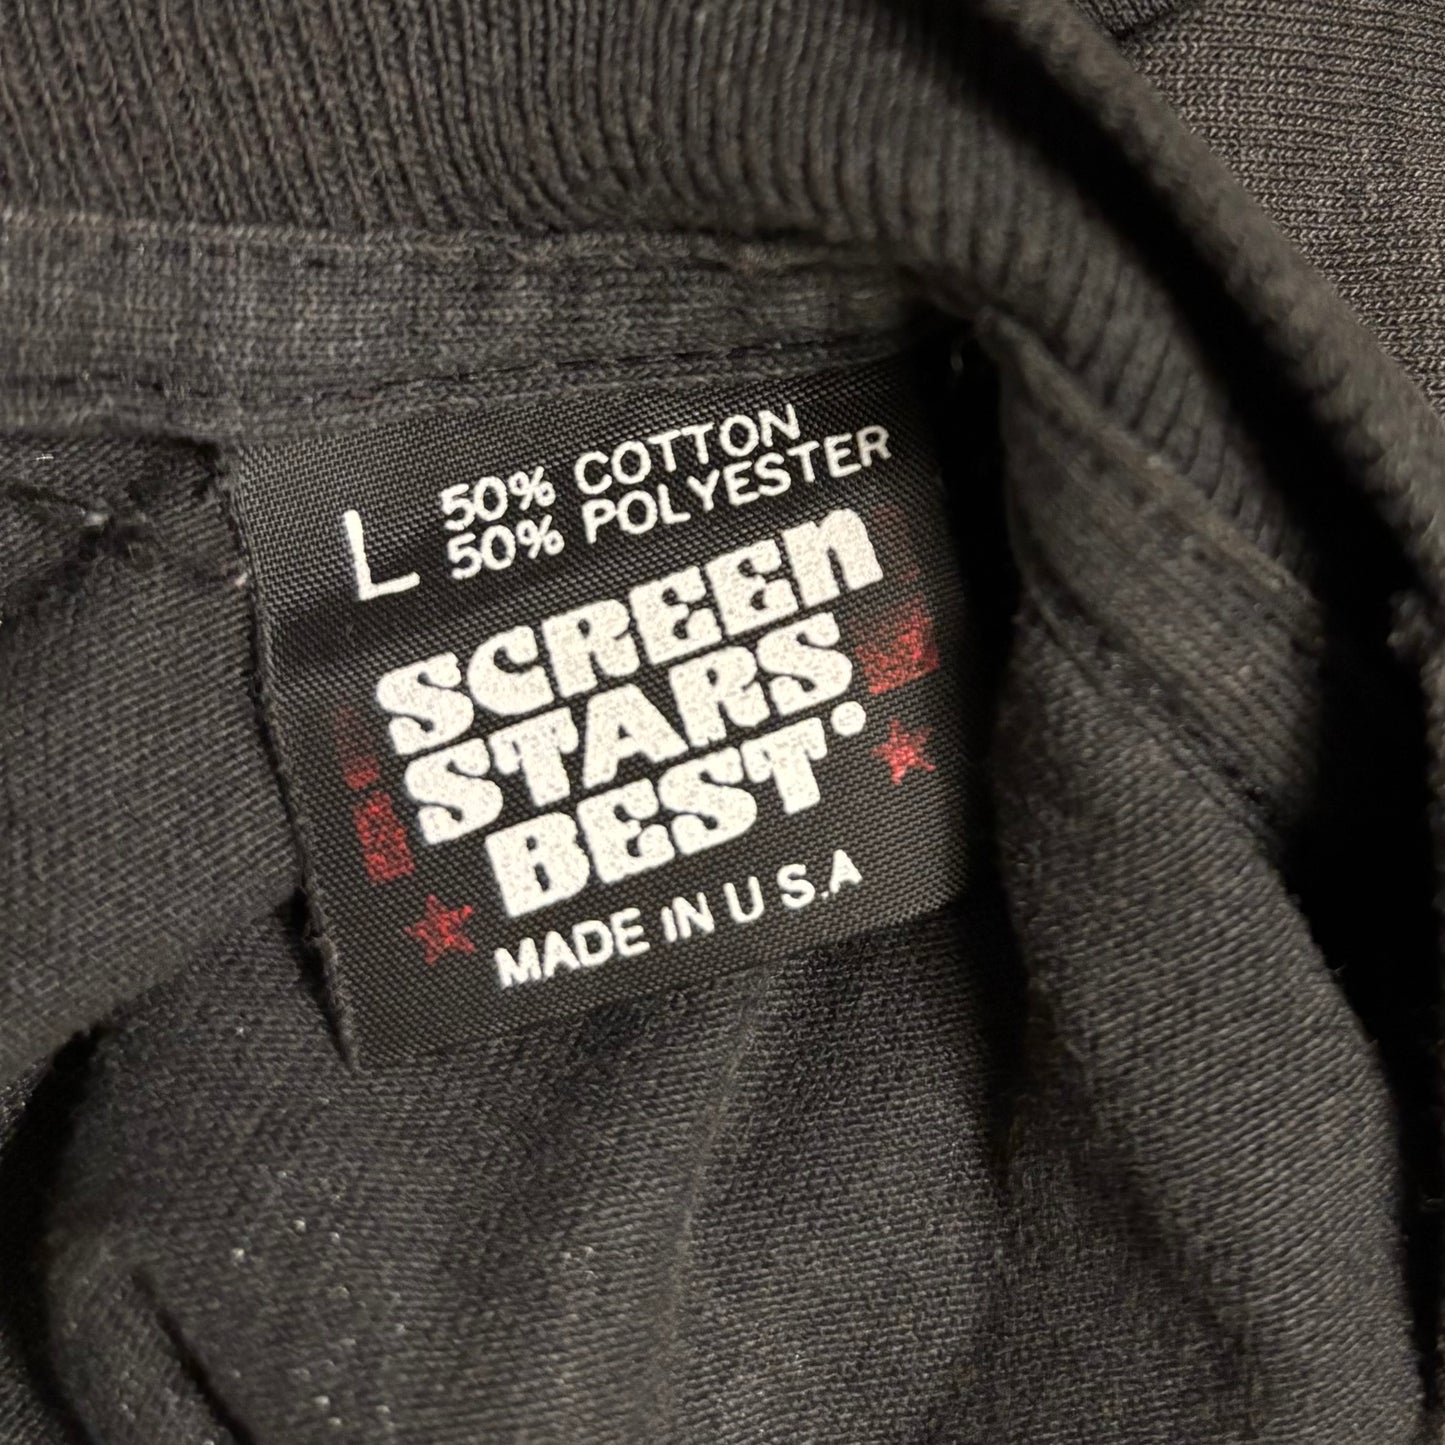 L
50% COTTON
50% POLYESTER
SCREEN
STARS
BEST
MADE IN U S.A